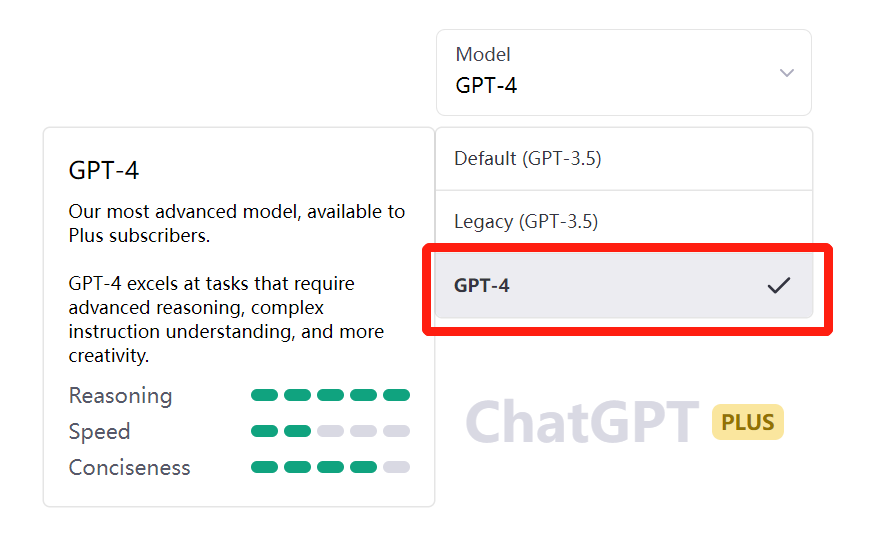 Model
GPT-4
GPT-4
Our most advanced model, available to
Plus subscribers.
GPT-4 excels at tasks that require
advanced reasoning, complex
instruction understanding, and more
creativity.
Reasoning
Speed
Conciseness
Default (GPT-3.5)
Legacy (GPT-3.5)
GPT-4
ChatGPT PLUS